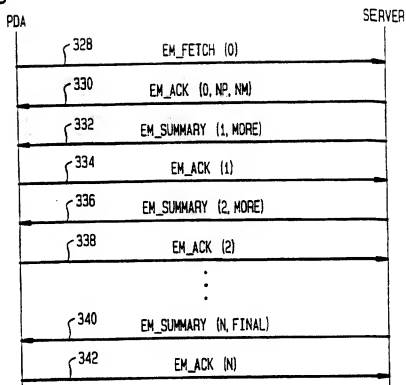 PDA SERVER
328 EM_FETCH (0)
330 EM_ACK (0, NP, NM)
332 EM_SUMMARY (1, MORE)
334 EM_ACK (1)
336 EM_SUMMARY (2, MORE)
338 EM_ACK (2)
340 EM_SUMMARY (N, FINAL)
342 EM_ACK (N)